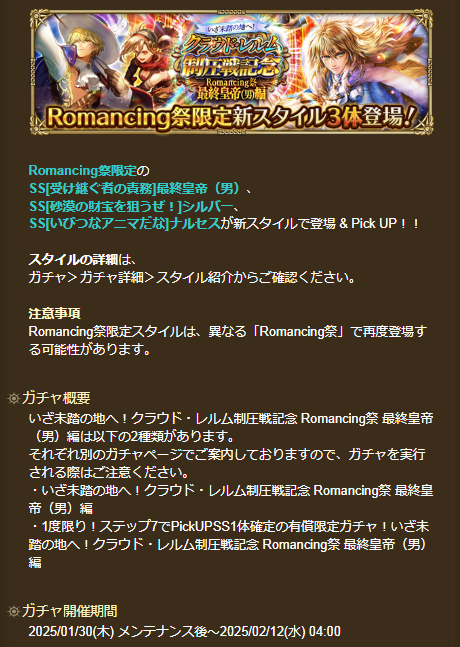 いざ未踏の地へ!
クラウド・レルム
制圧戦記念
Romancing祭
最終皇帝(男)編
Romancing祭限定新スタイル3体登場!
Romancing祭限定の
SS[受け継ぐ者の責務]最終皇帝（男）、
SS[砂漠の財宝を狙うぜ！]シルバー、
SS[いびつなアニマだな]ナルセスが新スタイルで登場 & Pick UP！！
スタイルの詳細は、
ガチャ＞ガチャ詳細＞スタイル紹介からご確認ください。
注意事項
Romancing祭限定スタイルは、異なる「Romancing祭」で再度登場す
る可能性があります。
ガチャ概要
いざ未踏の地へ！クラウド・レルム制圧戦記念 Romancing祭 最終皇帝
（男）編は以下の2種類があります。
それぞれ別のガチャページでご案内しておりますので、ガチャを実行
される際はご注意ください。
・いざ未踏の地へ！クラウド・レルム制圧戦記念 Romancing祭 最終皇
帝（男）編
・1度限り！ステップ7でPickUPSS1体確定の有償限定ガチャ！いざ未
踏の地へ！クラウド・レルム制圧戦記念 Romancing祭 最終皇帝（男）
編
ガチャ開催期間
2025/01/30(木) メンテナンス後～2025/02/12(水) 04:00